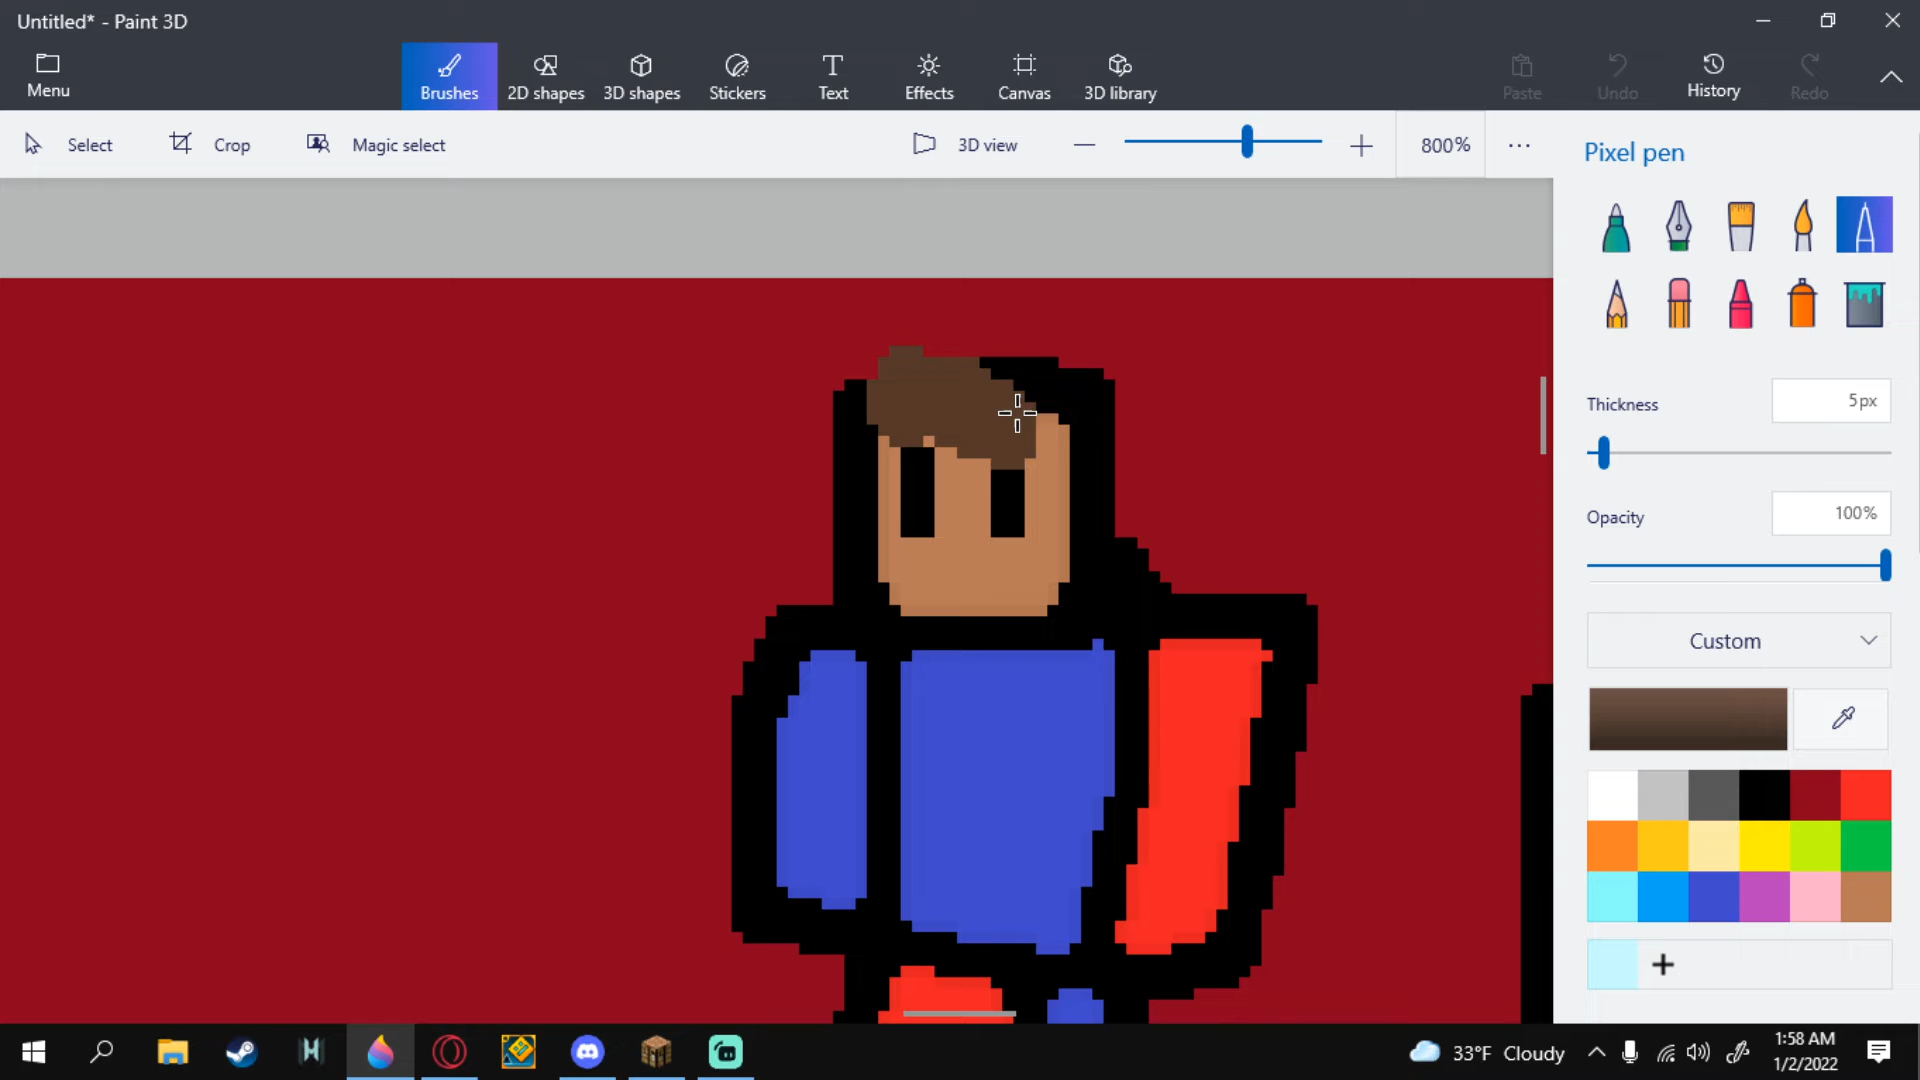 Untitled* - Paint 3D
Menu
Brushes
2D shapes
3D shapes
Stickers
Text
Effects
Canvas
3D library
Paste
Undo
History
Redo
Select
Crop
Magic select
3D view
800%
Pixel pen
Thickness
5px
Opacity
100%
Custom
33°F Cloudy
1:58 AM
1/2/2022